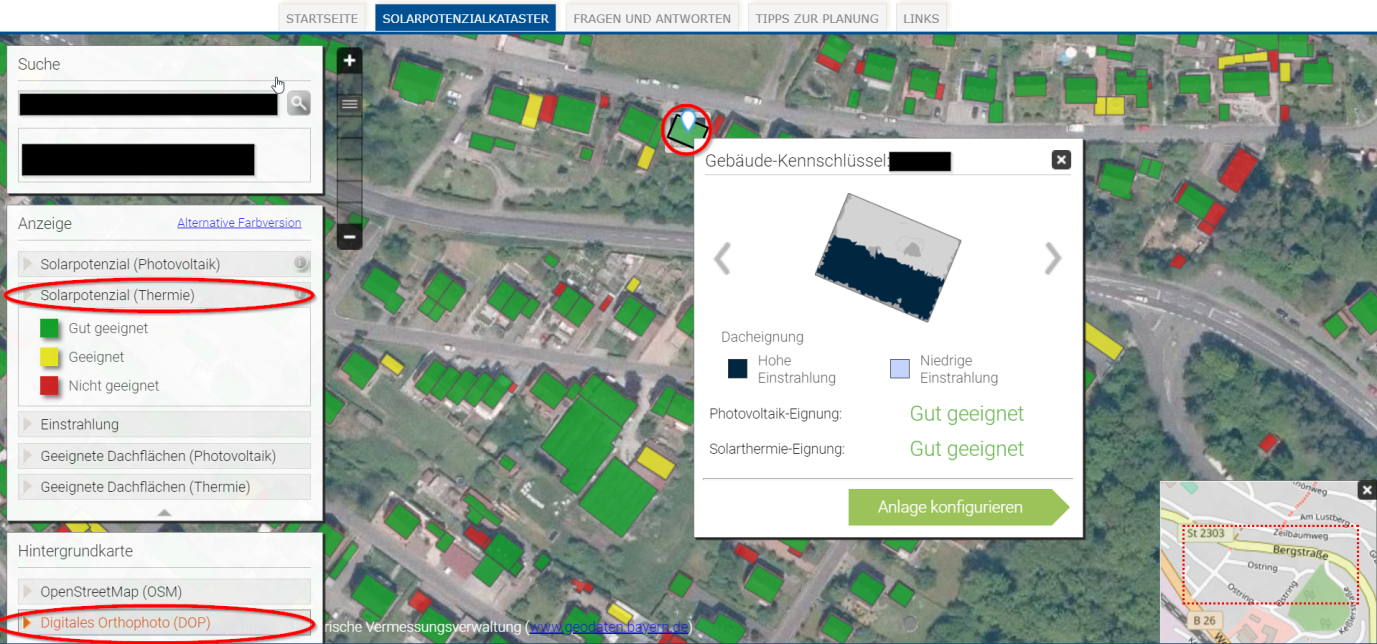 STARTSEITE
SOLARPOTENZIALKATASTER
FRAGEN UND ANTWORTEN
TIPPS ZUR PLANUNG
LINKS
Suche
Anzeige
Alternative Farbversion
Solarpotenzial (Photovoltaik)
Solarpotenzial (Thermie)
Gut geeignet
Geeignet
Nicht geeignet
Einstrahlung
Geeignete Dachflächen (Photovoltaik)
Geeignete Dachflächen (Thermie)
Hintergrundkarte
OpenStreetMap (OSM)
Digitales Orthophoto (DOP)
rische Vermessungsverwaltung (www.geodaten.bayern.de)
Gebäude-Kennschlüssel:
Dacheignung
Hohe
Einstrahlung
Niedrige
Einstrahlung
Photovoltaik-Eignung: Gut geeignet
Solarthermie-Eignung: Gut geeignet
Anlage konfigurieren
Am Lustberg
St 2303
Zeilbaumweg
Bergstraße
Ostring
Ostring
B 26